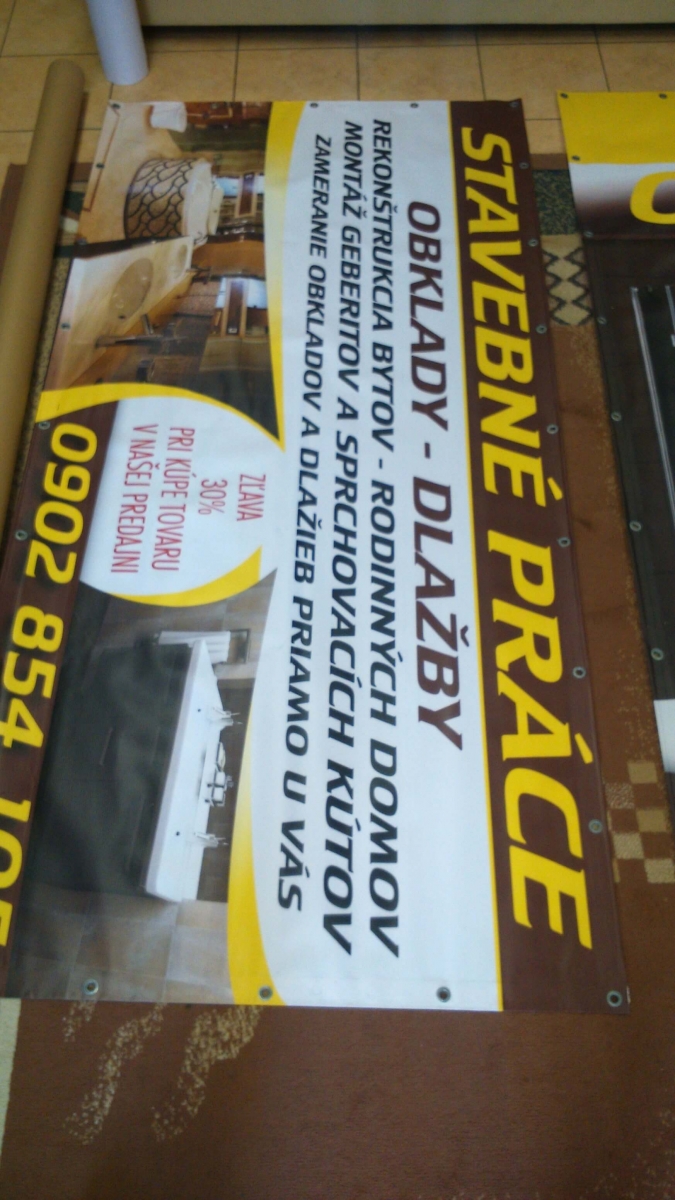 STAVEBNÉ PRÁCE
OBKLADY - DLAŽBY
REKONŠTRUKCIA BYTOV - RODINNÝCH DOMOV
MONTÁŽ GEBERITOV A SPRCHOVACÍCH KÚTOV
ZAMERANIE OBKLADOV A DLAŽIEB PRIAMO U VÁS
ZĽAVA
30%
PRI KÚPE TOVARU
V NAŠEJ PREDAJNI
0902 854 105